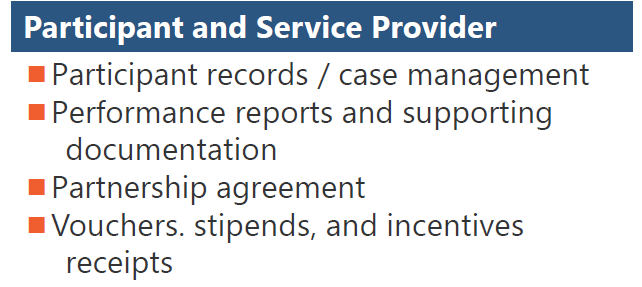 Participant and Service Provider
■ Participant records / case management
■ Performance reports and supporting
documentation
■ Partnership agreement
■ Vouchers. stipends, and incentives
receipts